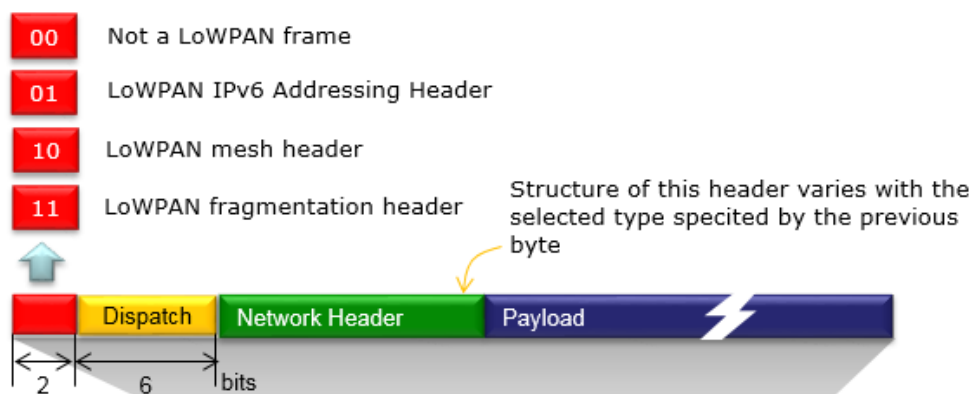 00 Not a LoWPAN frame
01 LoWPAN IPv6 Addressing Header
10 LoWPAN mesh header
11 LoWPAN fragmentation header
Structure of this header varies with the
selected type specited by the previous
byte
Dispatch Network Header Payload
2 6 bits